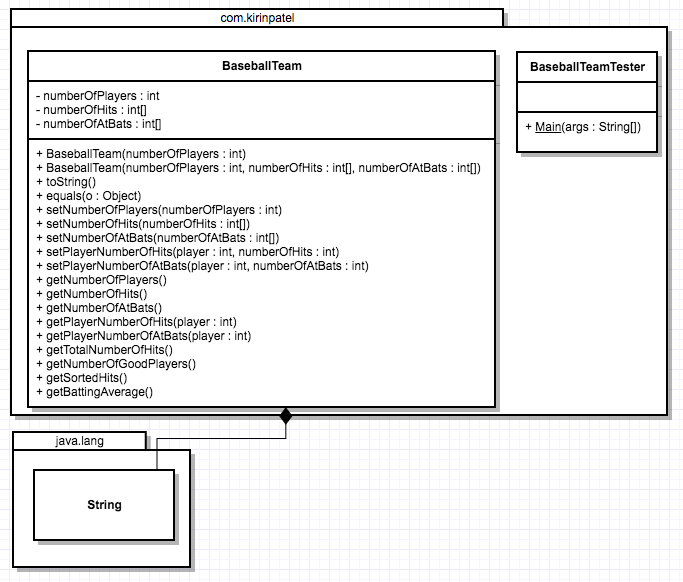 com.kirinpatel
BaseballTeam
- numberOfPlayers : int
- numberOfHits : int[]
- numberOfAtBats : int[]
+ BaseballTeam(numberOfPlayers : int)
+ BaseballTeam(numberOfPlayers : int, numberOfHits : int[], numberOfAtBats : int[])
+ toString()
+ equals(o : Object)
+ setNumberOfPlayers(numberOfPlayers : int)
+ setNumberOfHits(numberOfHits : int[])
+ setNumberOfAtBats(numberOfAtBats : int[])
+ setPlayerNumberOfHits(player : int, numberOfHits : int)
+ setPlayerNumberOfAtBats(player : int, numberOfAtBats : int)
+ getNumberOfPlayers()
+ getNumberOfHits()
+ getNumberOfAtBats()
+ getPlayerNumberOfHits(player : int)
+ getPlayerNumberOfAtBats(player : int)
+ getTotalNumberOfHits()
+ getNumberOfGoodPlayers()
+ getSortedHits()
+ getBattingAverage()
BaseballTeamTester
+ Main(args : String[])
java.lang
String